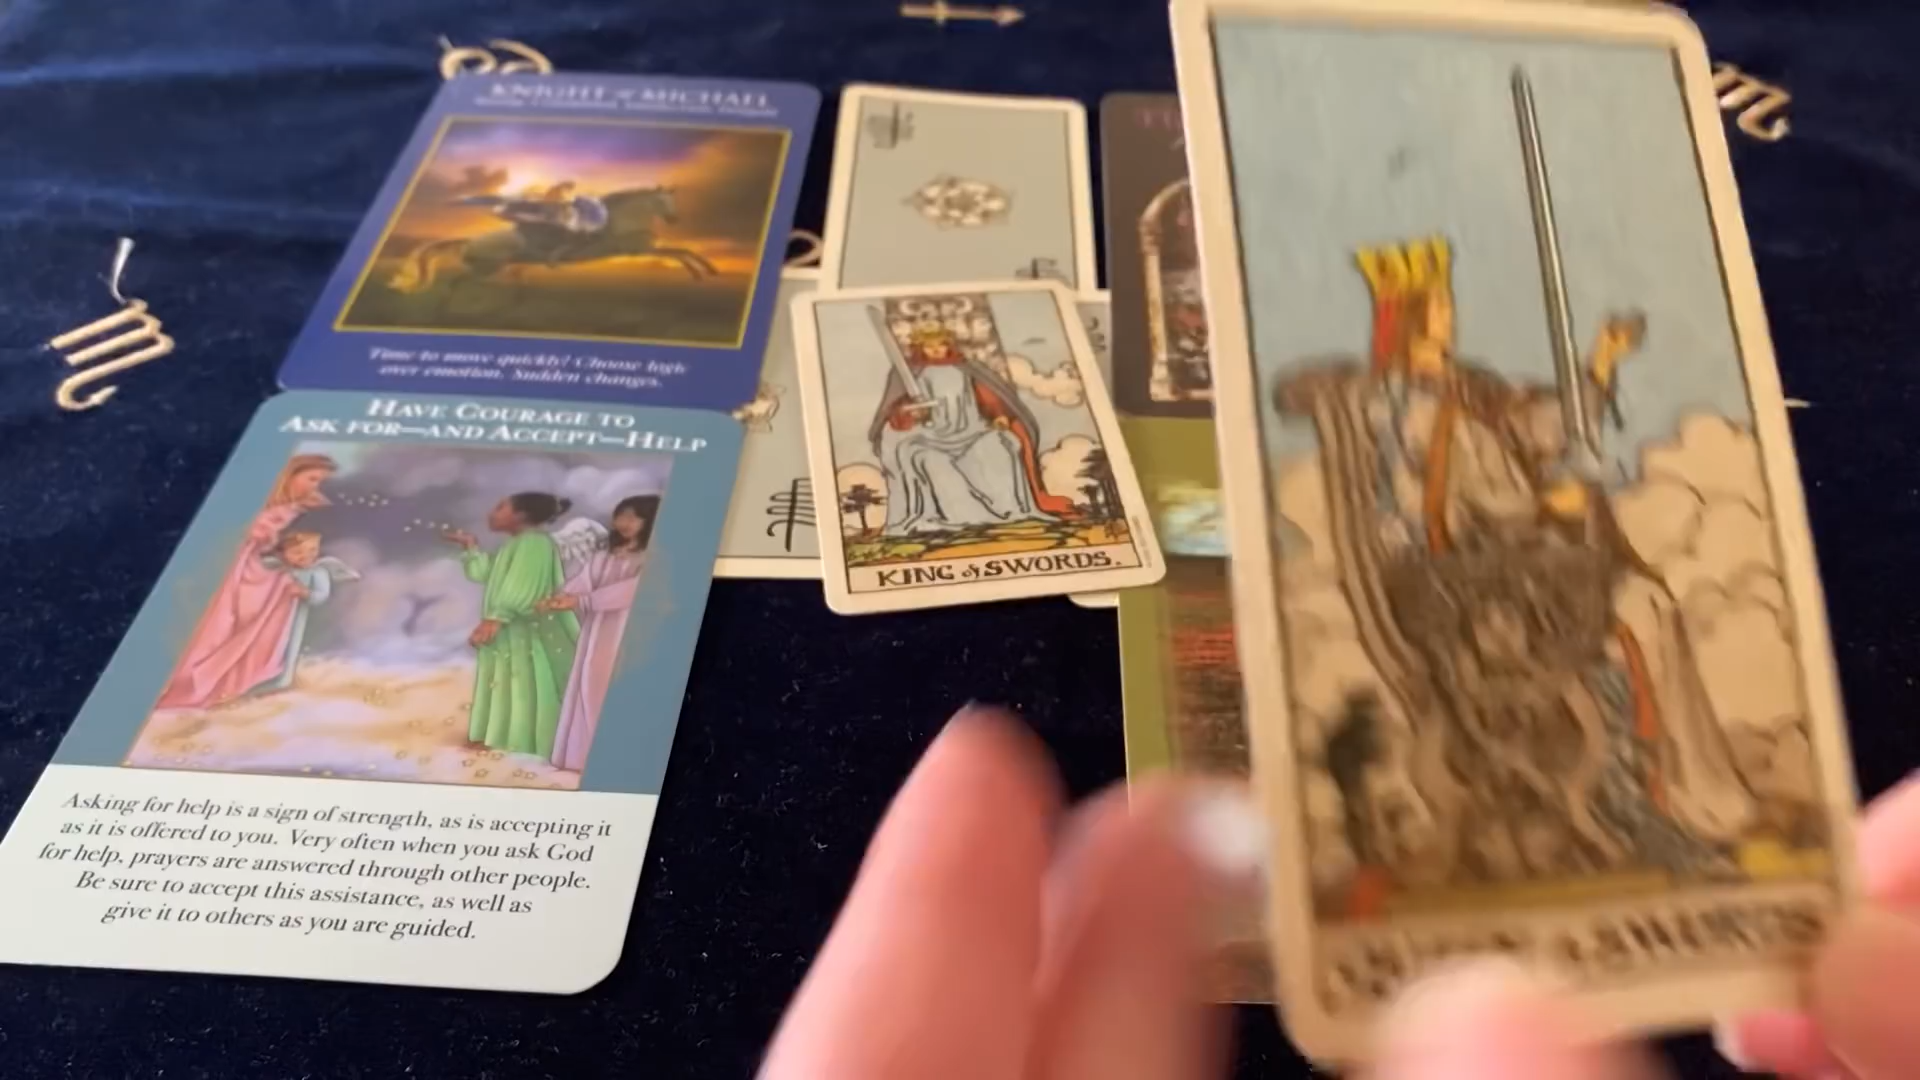 KNIGHT of MICHAEL
Time to move quickly! Choose logic
over emotion. Sudden changes.
HAVE COURAGE TO
ASK FOR—AND ACCEPT—HELP
Asking for help is a sign of strength, as is accepting it
as it is offered to you. Very often when you ask God
for help, prayers are answered through other people.
Be sure to accept this assistance, as well as
give it to others as you are guided.
KING of SWORDS.